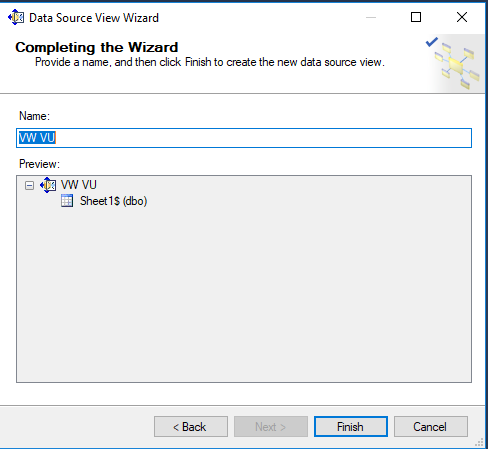 Data Source View Wizard
Completing the Wizard
Provide a name, and then click Finish to create the new data source view.
Name:
VW VU
Preview:
VW VU
Sheet1$ (dbo)
< Back Next > Finish Cancel